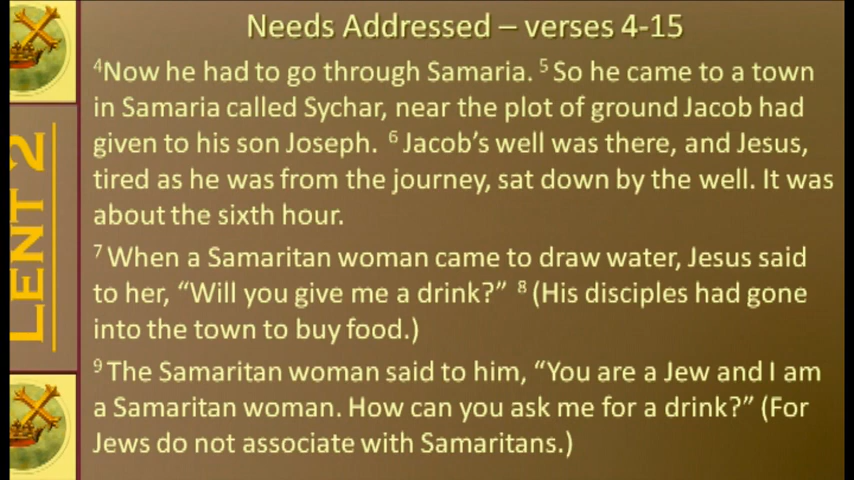 Needs Addressed – verses 4-15
⁴Now he had to go through Samaria. ⁵ So he came to a town
in Samaria called Sychar, near the plot of ground Jacob had
given to his son Joseph. ⁶ Jacob’s well was there, and Jesus,
tired as he was from the journey, sat down by the well. It was
about the sixth hour.
⁷ When a Samaritan woman came to draw water, Jesus said
to her, “Will you give me a drink?” ⁸ (His disciples had gone
into the town to buy food.)
⁹ The Samaritan woman said to him, “You are a Jew and I am
a Samaritan woman. How can you ask me for a drink?” (For
Jews do not associate with Samaritans.)
LENT 2